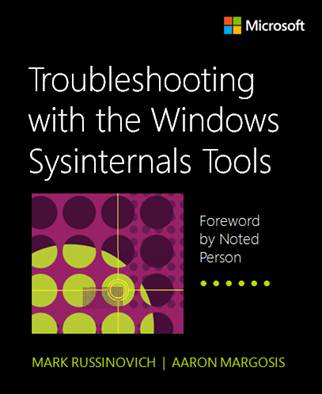 Microsoft
Troubleshooting
with the Windows
Sysinternals Tools
Foreword
by Noted
Person
MARK RUSSINOVICH | AARON MARGOSIS